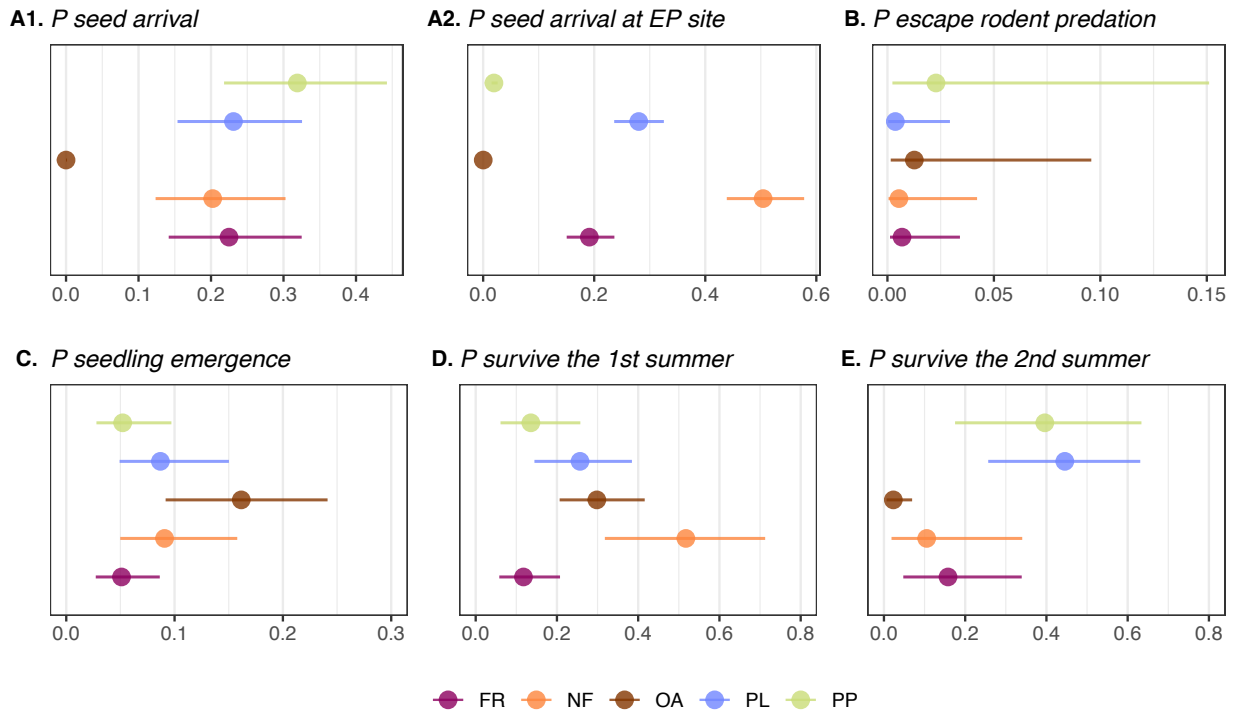 A1. P seed arrival
A2. P seed arrival at EP site
B. P escape rodent predation
0.0 0.1 0.2 0.3 0.4
0.0 0.2 0.4 0.6
0.00 0.05 0.10 0.15
C. P seedling emergence
D. P survive the 1st summer
E. P survive the 2nd summer
0.0 0.1 0.2 0.3
0.0 0.2 0.4 0.6 0.8
0.0 0.2 0.4 0.6 0.8
FR NF OA PL PP